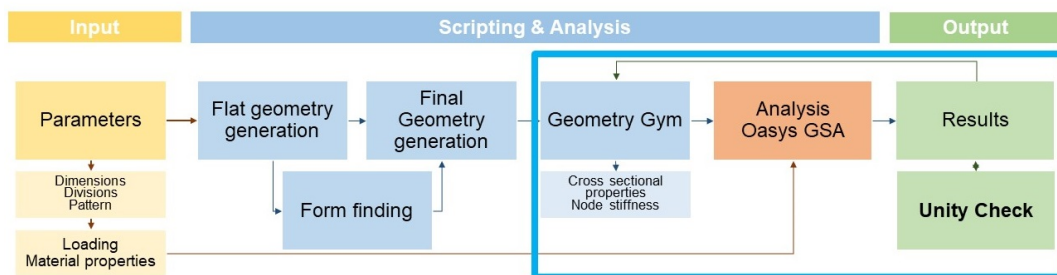 Input
Scripting & Analysis
Output
Parameters
Flat geometry
generation
Final
Geometry
generation
Geometry Gym
Analysis
Oasys GSA
Results
Dimensions
Divisions
Pattern
Form finding
Cross sectional
properties
Node stiffness
Unity Check
Loading
Material properties